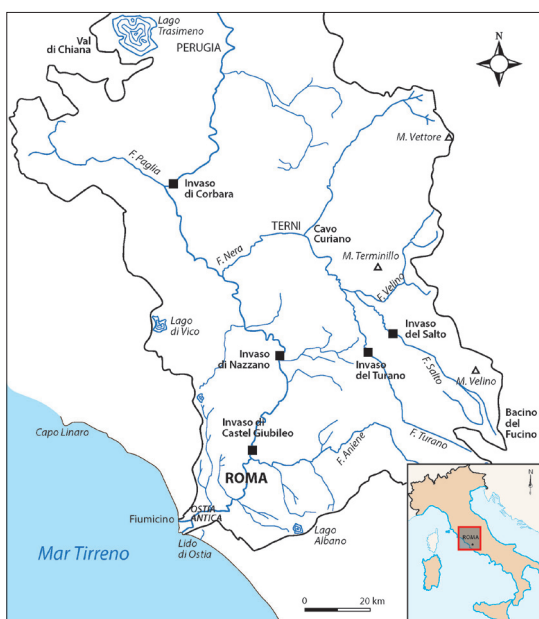 Lago
Trasimeno
Val
di Chiana
PERUGIA
N
M. Vettore
F. Paglia
Invaso
di Corbara
Cavo
Curiano
TERNI
F. Nera
M. Terminillo
F. Velino
Lago
di Vico
Invaso
di Nazzano
Invaso
del Turano
Invaso
del Salto
F. Salto
M. Velino
Bacino
del
Fucino
Capo Linaro
Invaso di
Castel Giubileo
F. Aniene
F. Turano
ROMA
OSTIA
ANTICA
Fiumicino
Lido
di Ostia
Lago
Albano
Mar Tirreno
0 20 km
N
ROMA